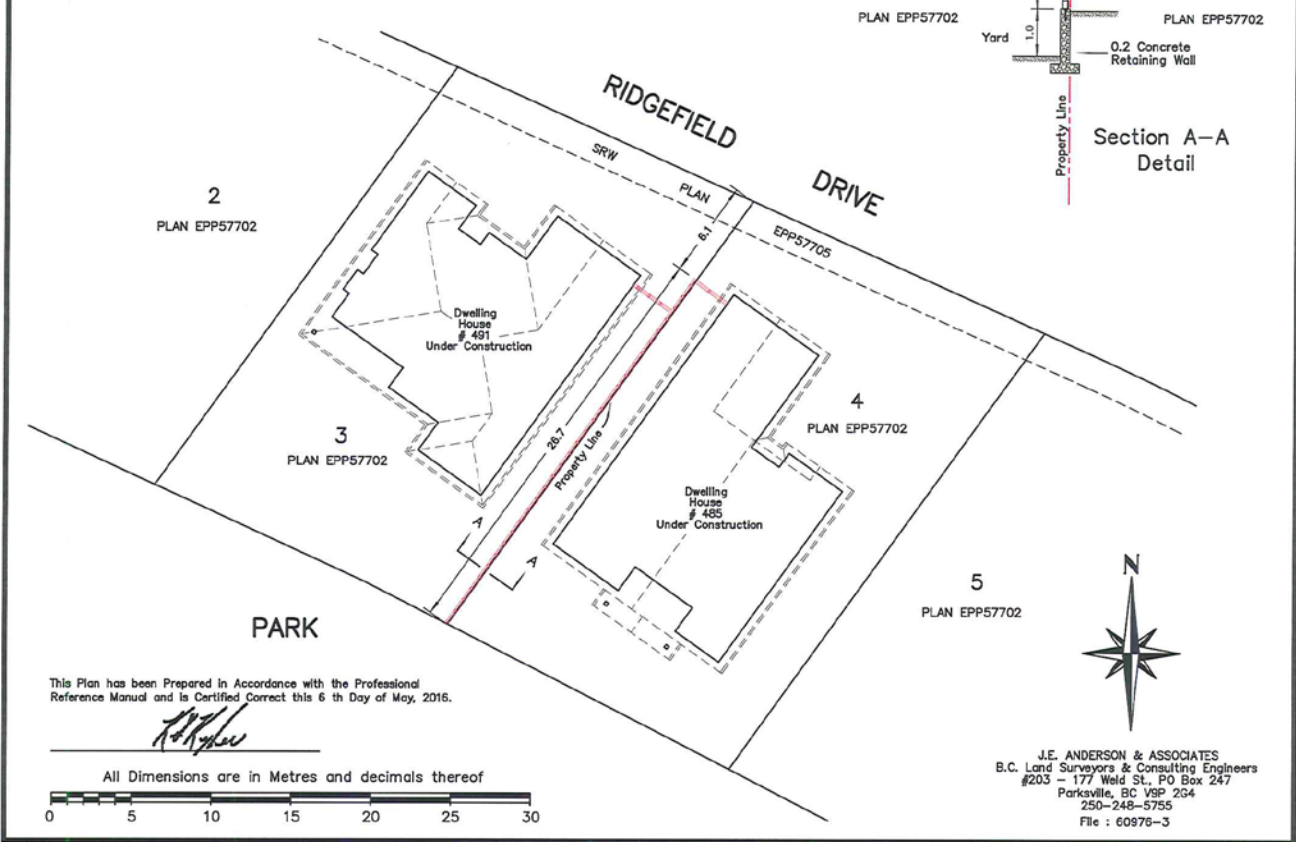 PLAN EPP57702
PLAN EPP57702
Yard
1.0
0.2 Concrete
Retaining Wall
Property Line
Section A-A
Detail
RIDGEFIELD
DRIVE
SRW
PLAN
EPP57705
2
PLAN EPP57702
6.1
Dwelling
House
# 491
Under Construction
3
PLAN EPP57702
26.7
Property Line
4
PLAN EPP57702
Dwelling
House
# 485
Under Construction
A
A
5
PLAN EPP57702
PARK
N
This Plan has been Prepared in Accordance with the Professional
Reference Manual and is Certified Correct this 6 th Day of May, 2016.
All Dimensions are in Metres and decimals thereof
0 5 10 15 20 25 30
J.E. ANDERSON & ASSOCIATES
B.C. Land Surveyors & Consulting Engineers
#203 - 177 Weld St., PO Box 247
Parksville, BC V9P 2G4
250-248-5755
File : 60976-3